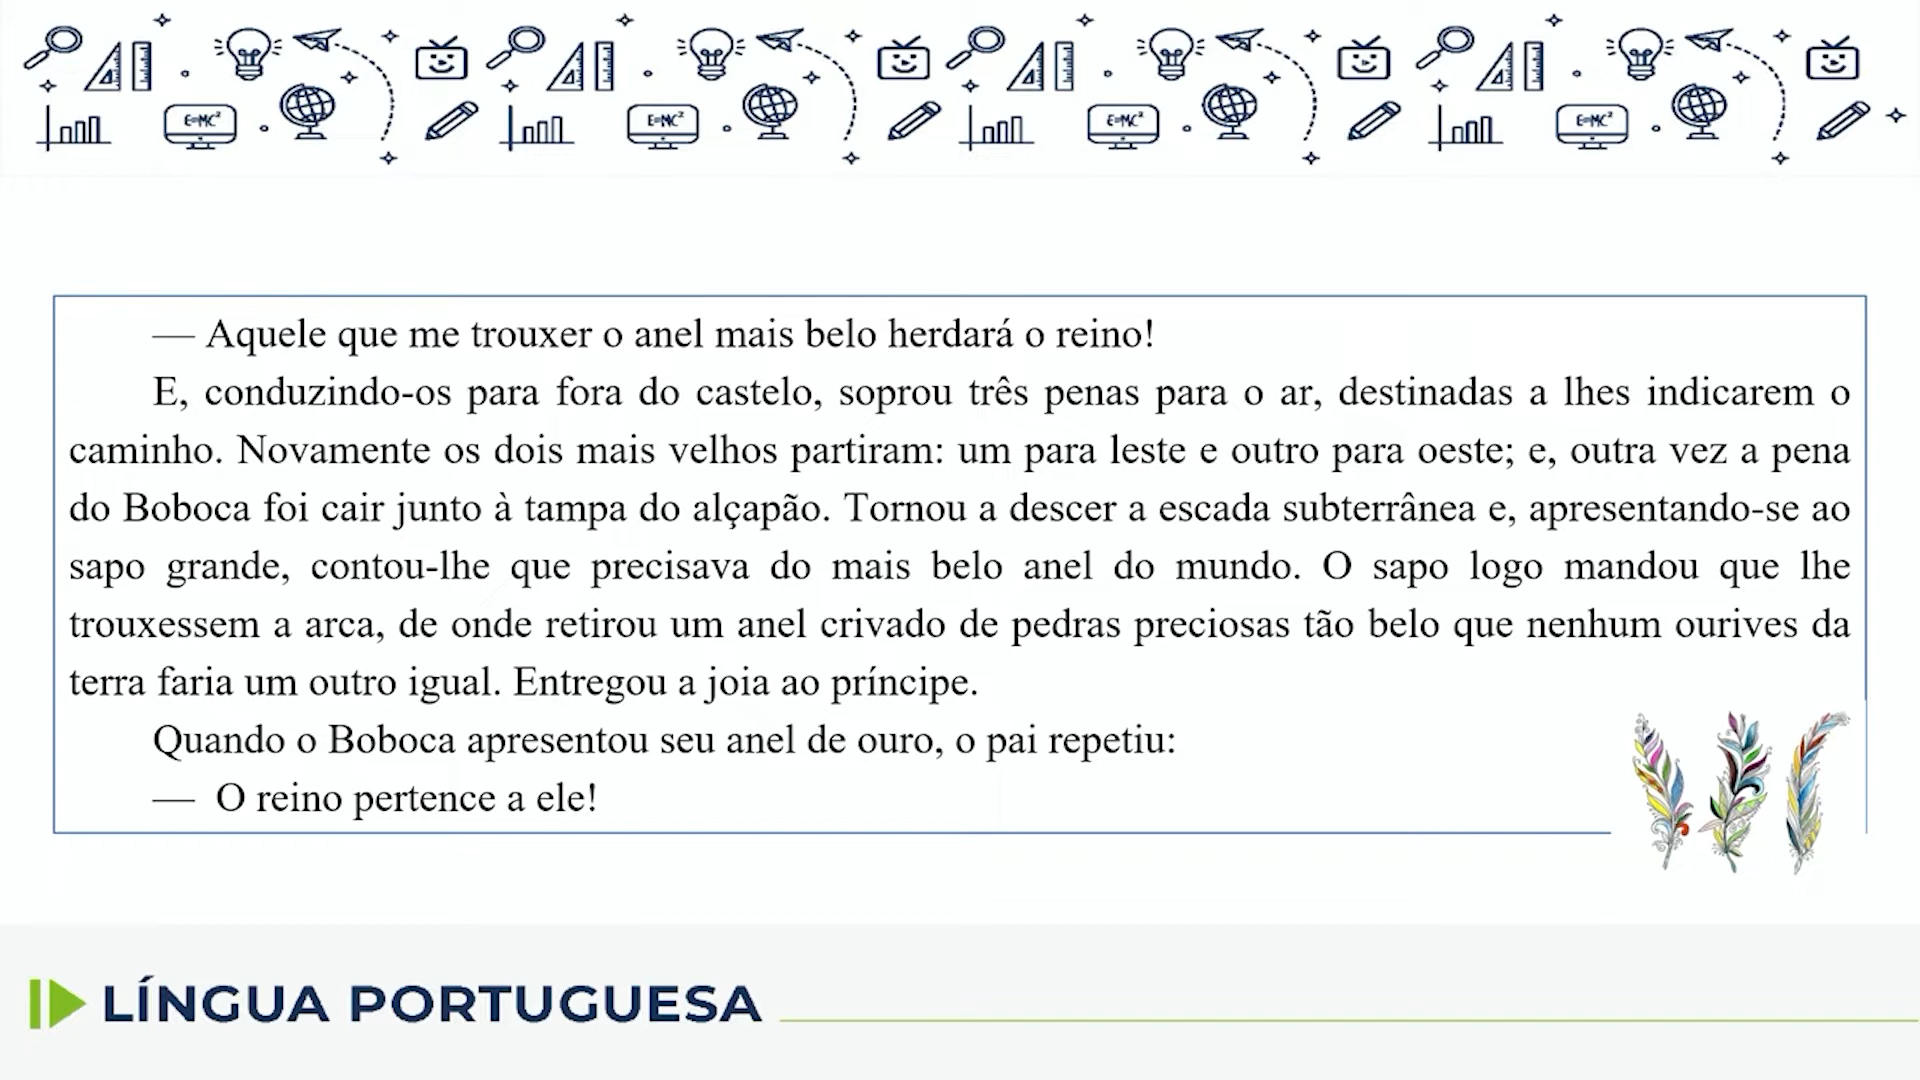 E=MC² E=MC² E=MC² E=MC²
— Aquele que me trouxer o anel mais belo herdará o reino!
E, conduzindo-os para fora do castelo, soprou três penas para o ar, destinadas a lhes indicarem o
caminho. Novamente os dois mais velhos partiram: um para leste e outro para oeste; e, outra vez a pena
do Boboca foi cair junto à tampa do alçapão. Tornou a descer a escada subterrânea e, apresentando-se ao
sapo grande, contou-lhe que precisava do mais belo anel do mundo. O sapo logo mandou que lhe
trouxessem a arca, de onde retirou um anel crivado de pedras preciosas tão belo que nenhum ourives da
terra faria um outro igual. Entregou a joia ao príncipe.
Quando o Boboca apresentou seu anel de ouro, o pai repetiu:
— O reino pertence a ele!
LÍNGUA PORTUGUESA